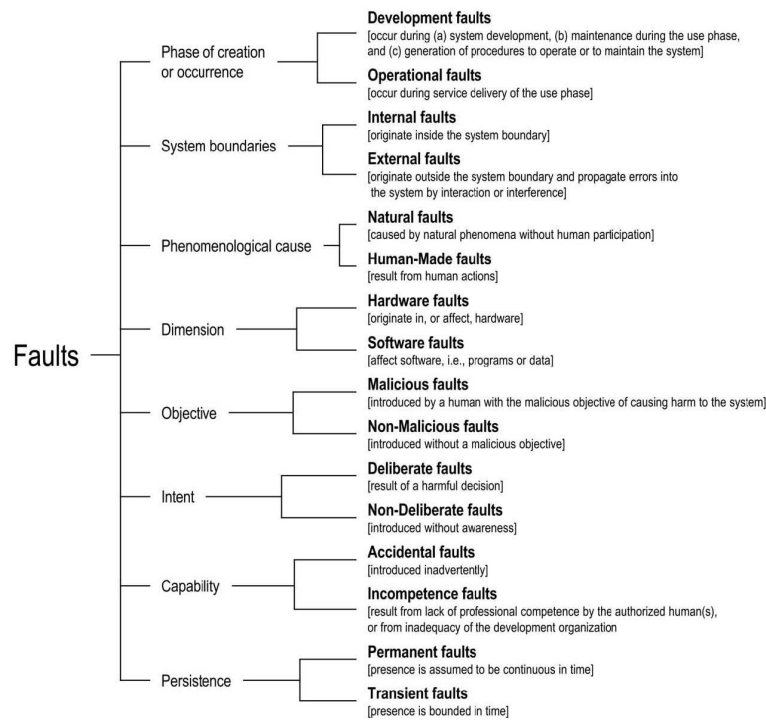 Development faults
[occur during (a) system development, (b) maintenance during the use phase,
and (c) generation of procedures to operate or to maintain the system]
Phase of creation
or occurrence
Operational faults
[occur during service delivery of the use phase]
Internal faults
[originate inside the system boundary]
System boundaries
External faults
[originate outside the system boundary and propagate errors into
the system by interaction or interference]
Natural faults
[caused by natural phenomena without human participation]
Phenomenological cause
Human-Made faults
[result from human actions]
Hardware faults
[originate in, or affect, hardware]
Dimension
Software faults
[affect software, i.e., programs or data]
Faults
Malicious faults
[introduced by a human with the malicious objective of causing harm to the system]
Objective
Non-Malicious faults
[introduced without a malicious objective]
Deliberate faults
[result of a harmful decision]
Intent
Non-Deliberate faults
[introduced without awareness]
Accidental faults
[introduced inadvertently]
Capability
Incompetence faults
[result from lack of professional competence by the authorized human(s),
or from inadequacy of the development organization
Permanent faults
[presence is assumed to be continuous in time]
Persistence
Transient faults
[presence is bounded in time]